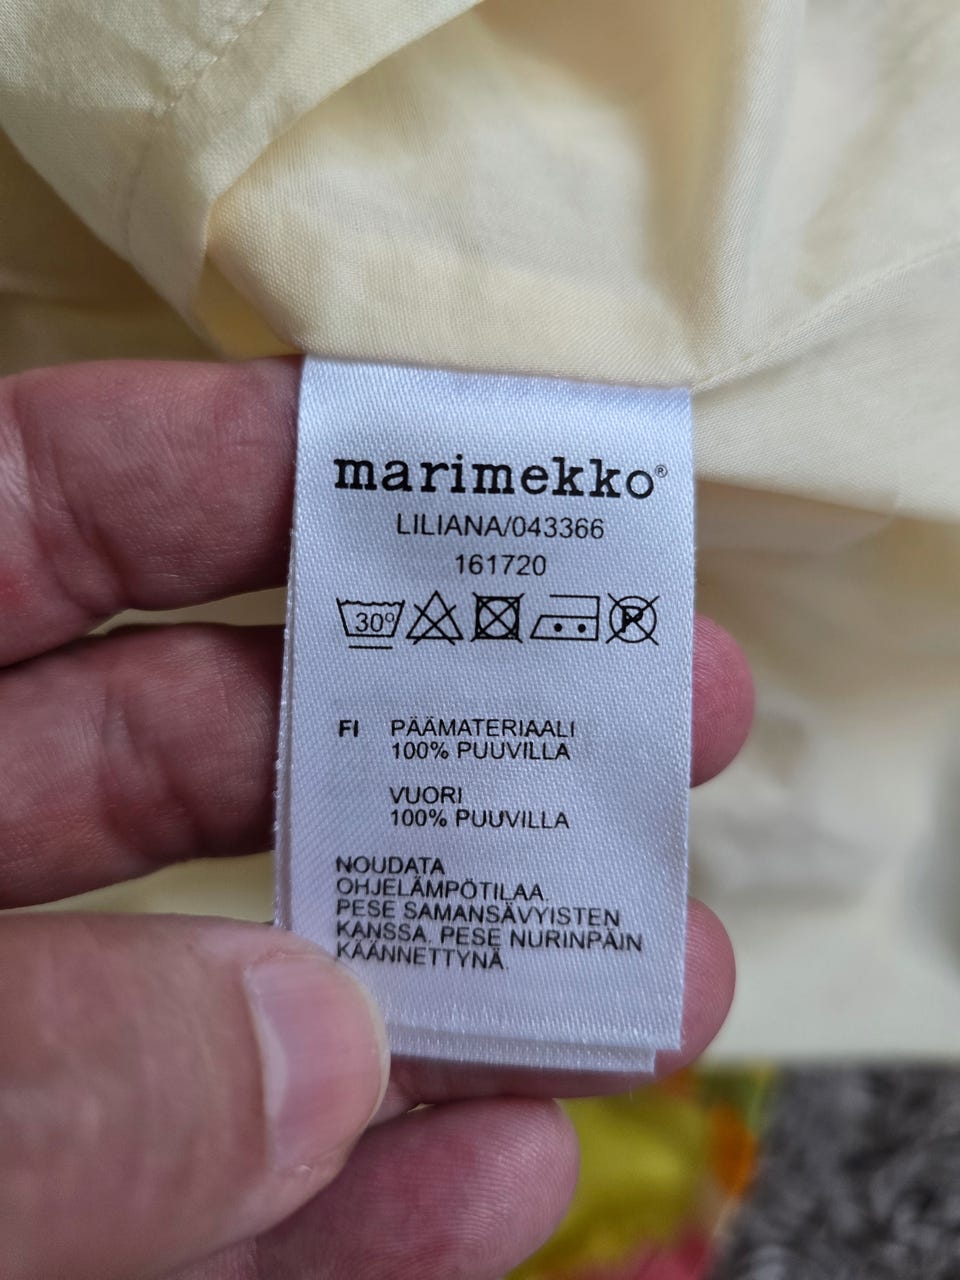 marimekko®
LILIANA/043366
161720
30°
P
FI PÄÄMATERIAALI
100% PUUVILLA
VUORI
100% PUUVILLA
NOUDATA
OHJELÄMPÖTILAA.
PESE SAMANSÄVYISTEN
KANSSA. PESE NURINPÄIN
KÄÄNNETTYNÄ.